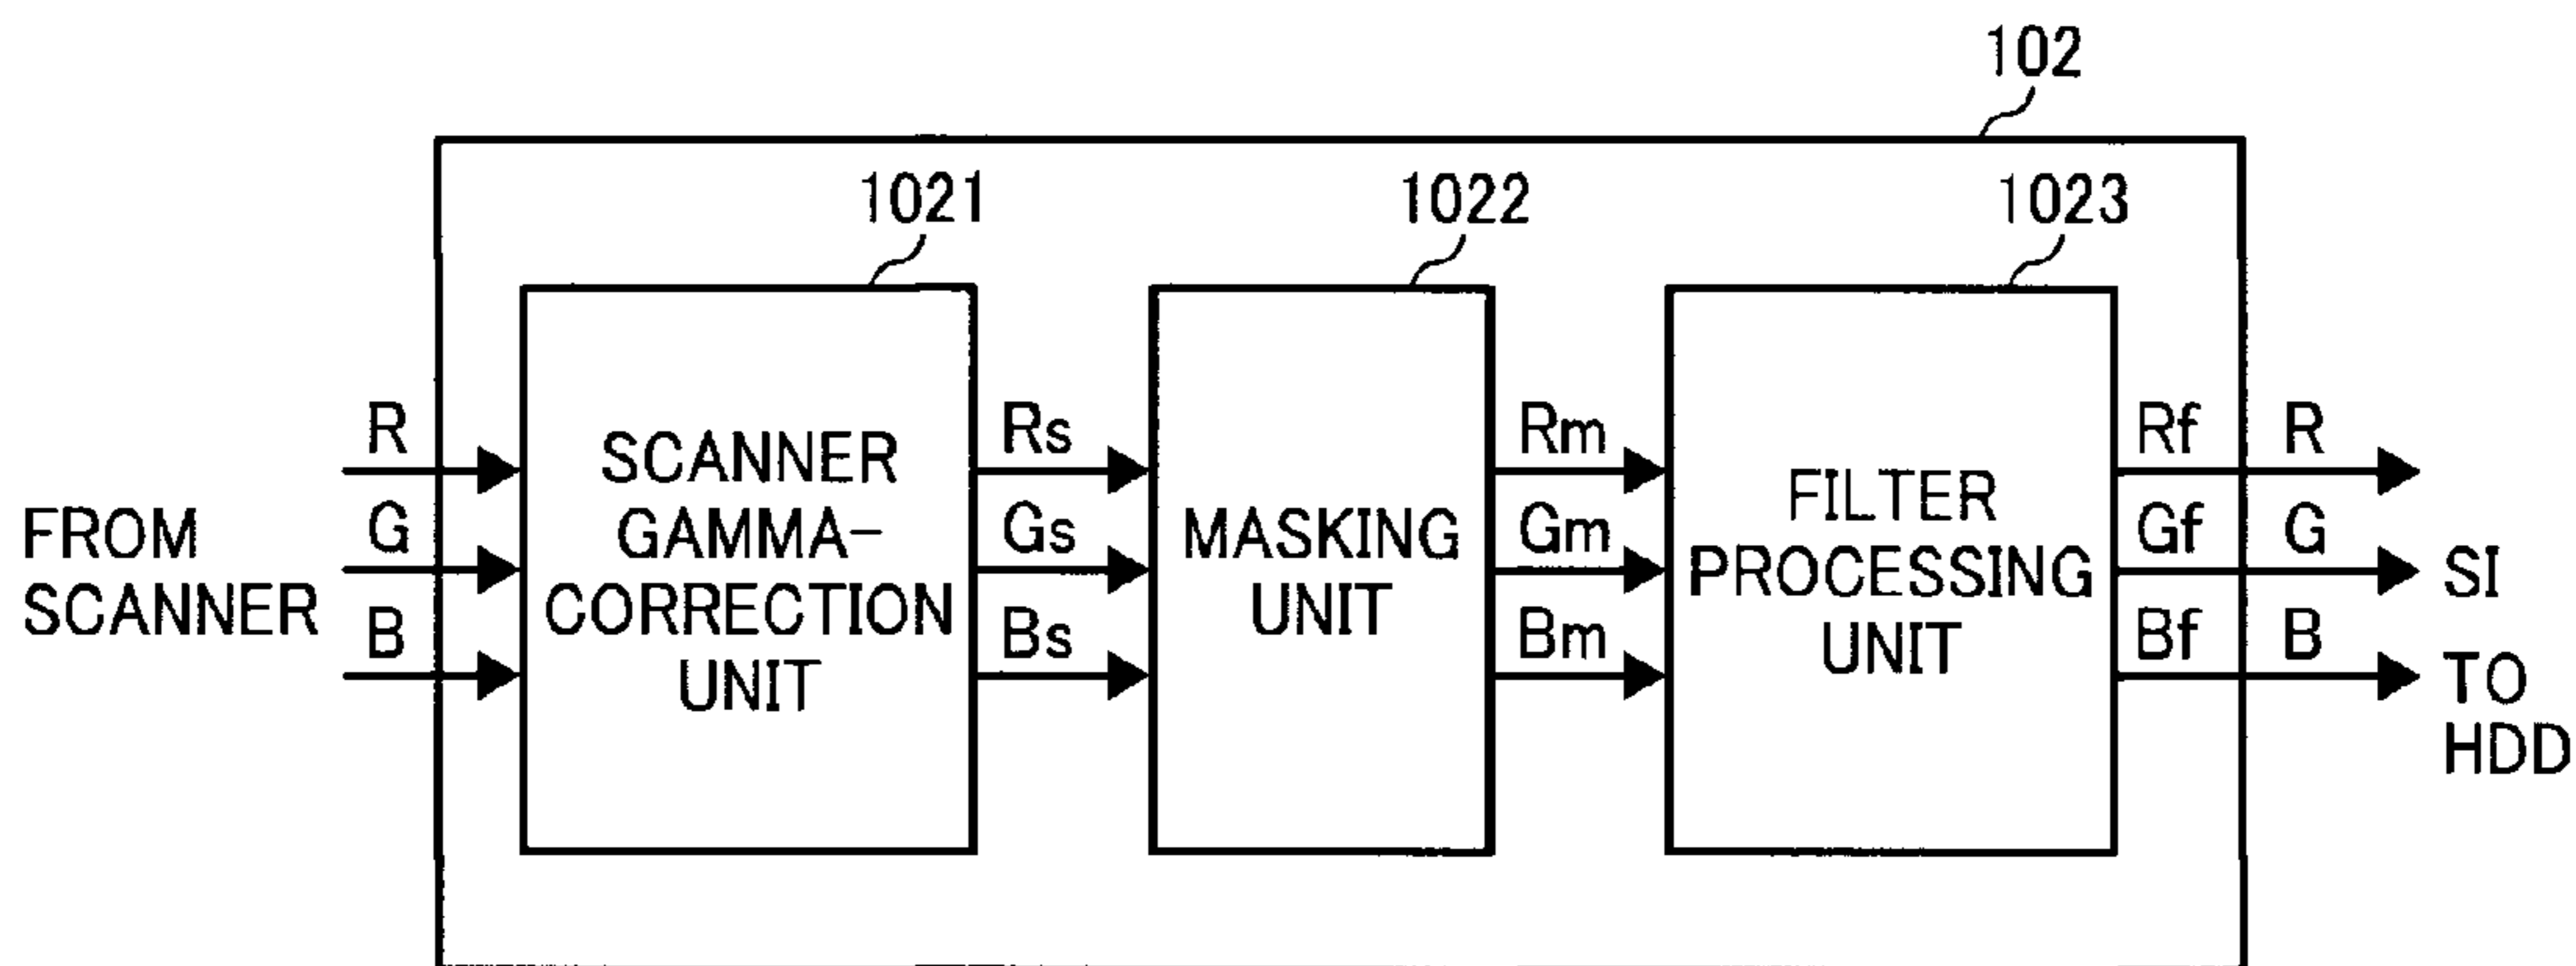 102
1021
1022
1023
FROM
SCANNER
R
G
B
SCANNER
GAMMA-
CORRECTION
UNIT
Rs
Gs
Bs
MASKING
UNIT
Rm
Gm
Bm
FILTER
PROCESSING
UNIT
Rf
Gf
Bf
R
G
B
SI
TO
HDD